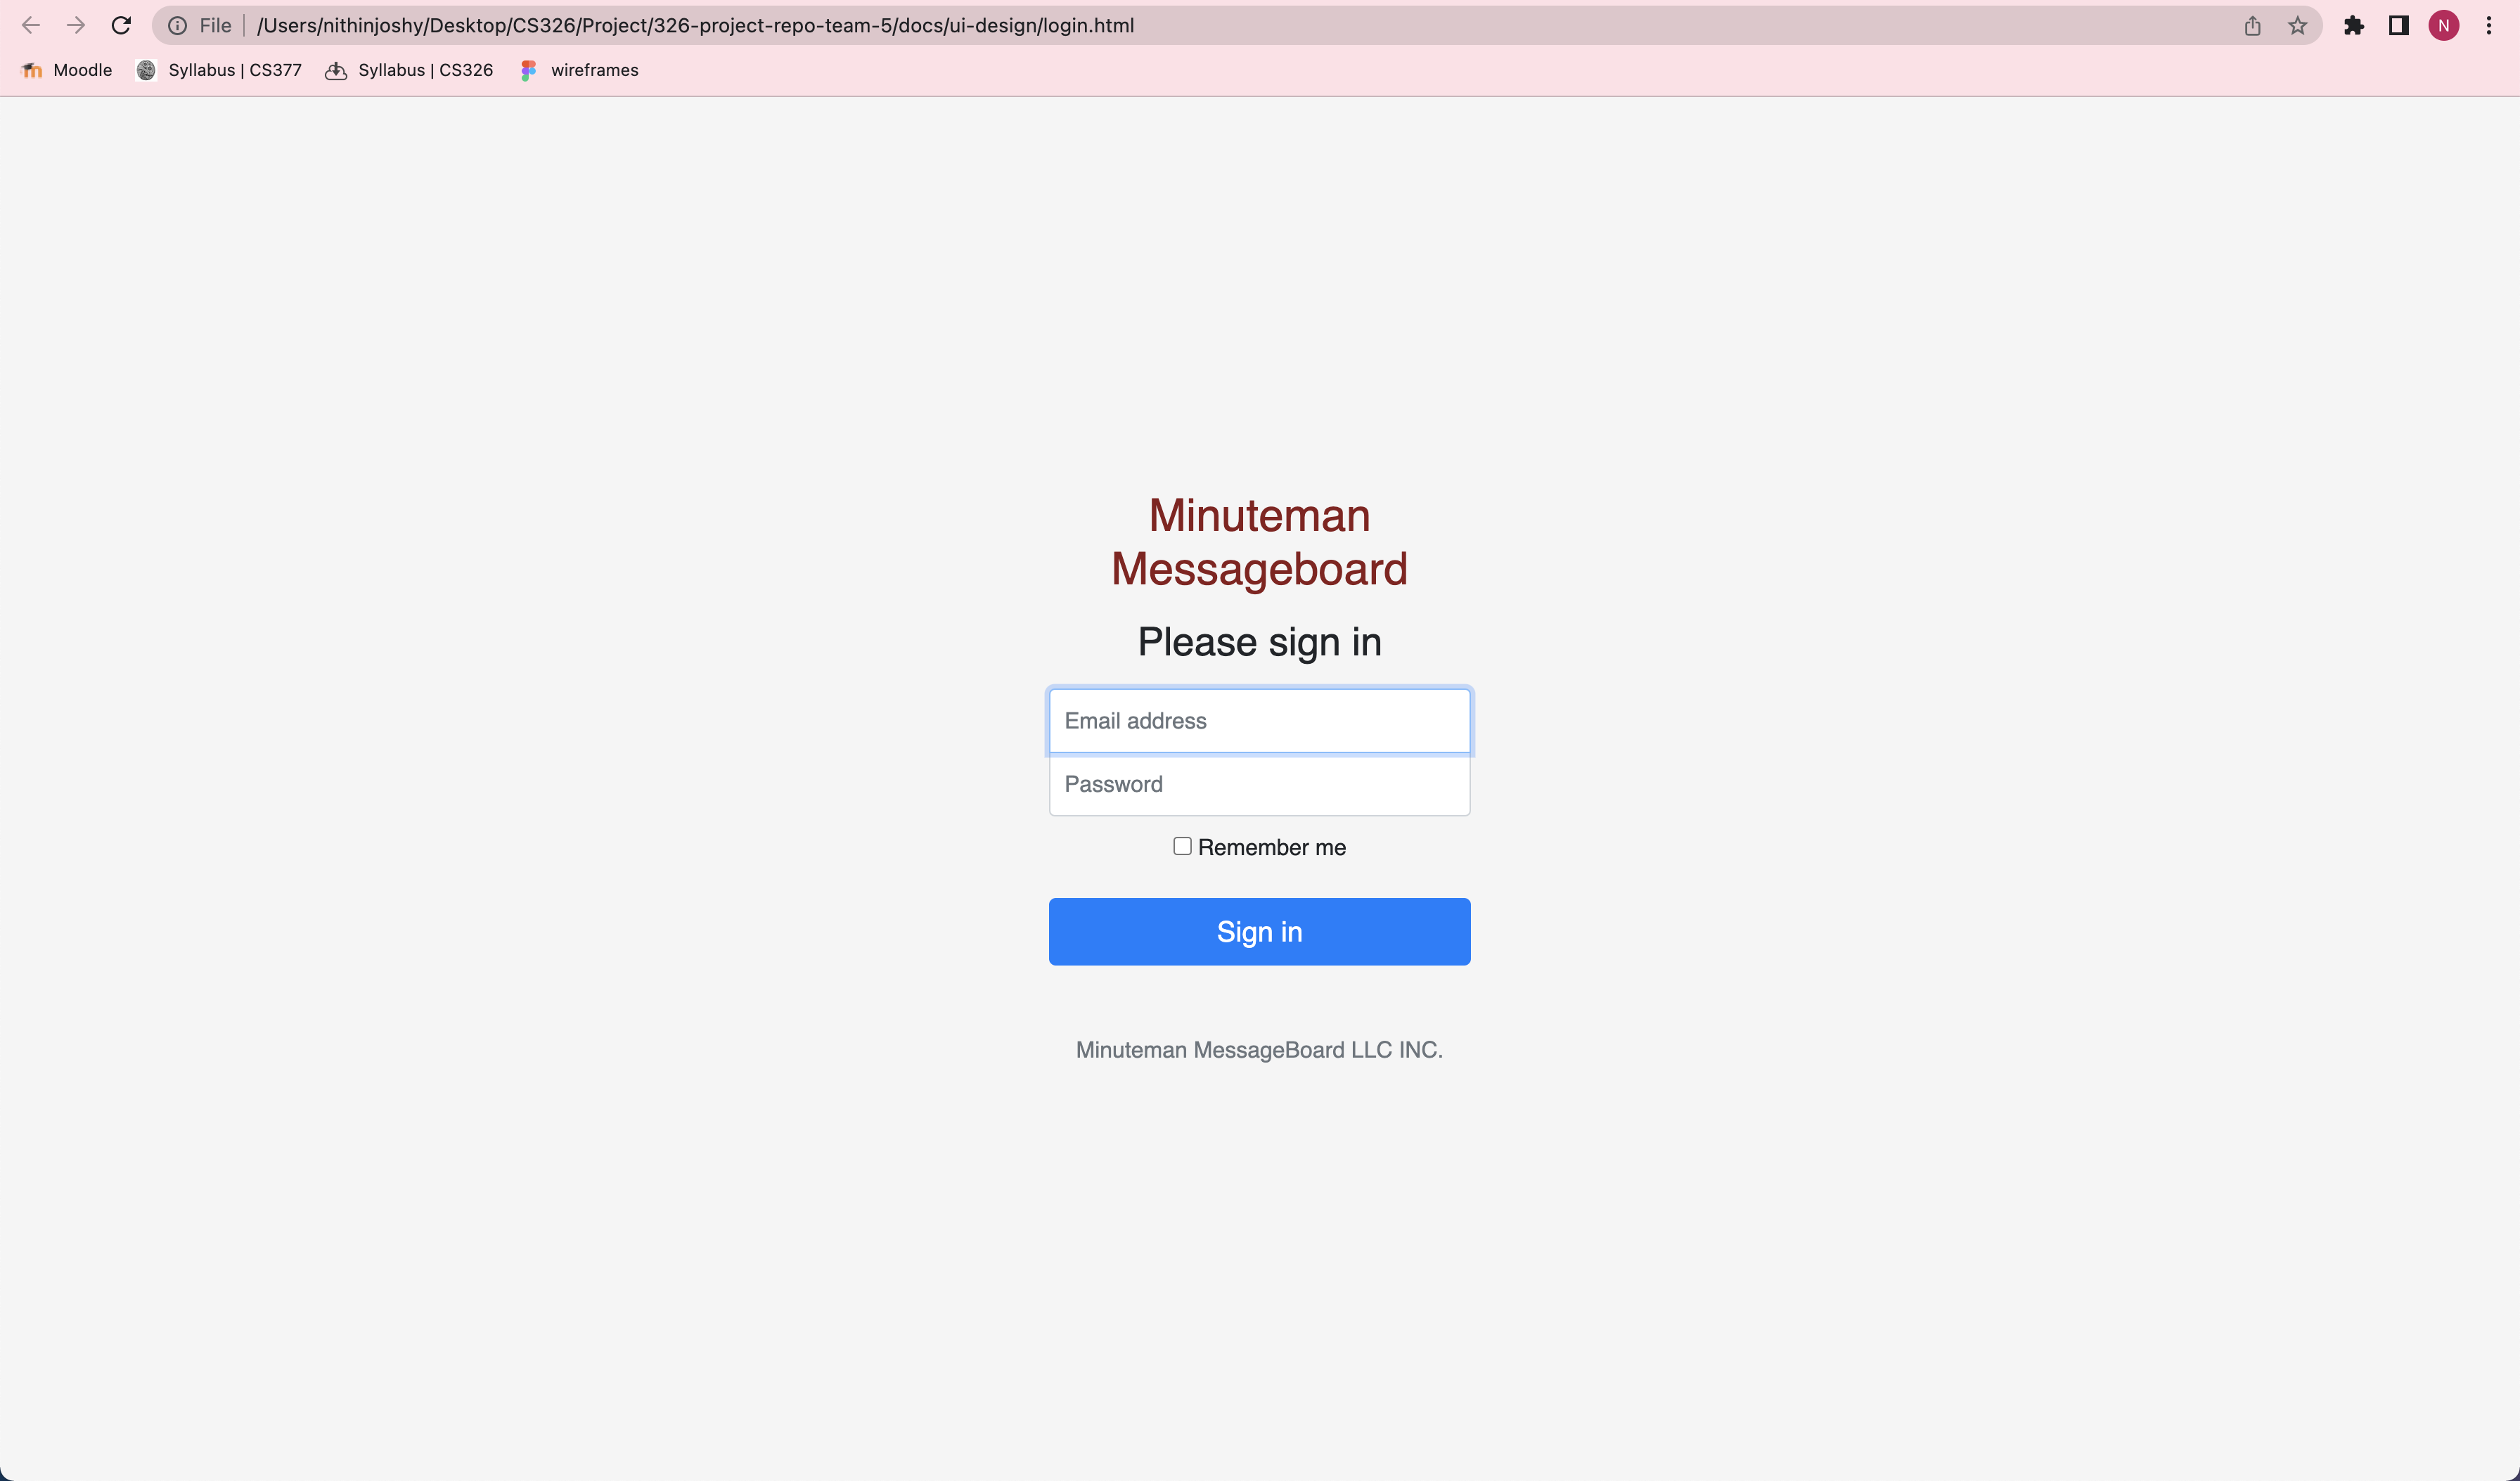 File /Users/nithinjoshy/Desktop/CS326/Project/326-project-repo-team-5/docs/ui-design/login.html
N
Moodle Syllabus | CS377 Syllabus | CS326 wireframes
Minuteman
Messageboard
Please sign in
Email address
Password
Remember me
Sign in
Minuteman MessageBoard LLC INC.